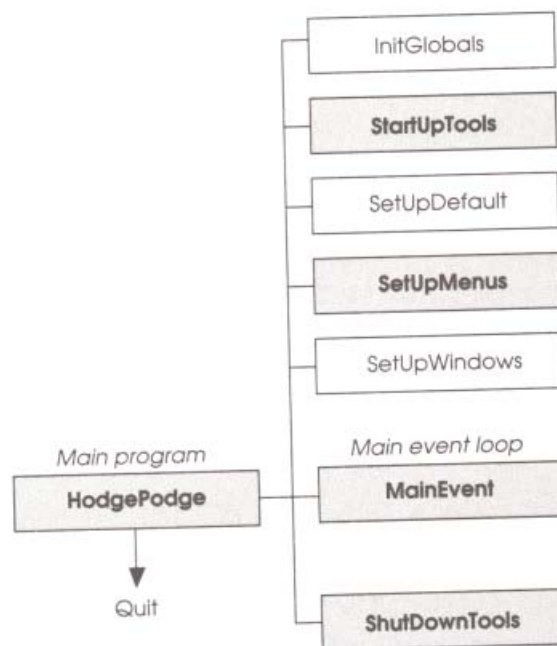 InitGlobals
StartUpTools
SetUpDefault
SetUpMenus
SetUpWindows
Main program
HodgePodge
Main event loop
MainEvent
Quit
ShutDownTools